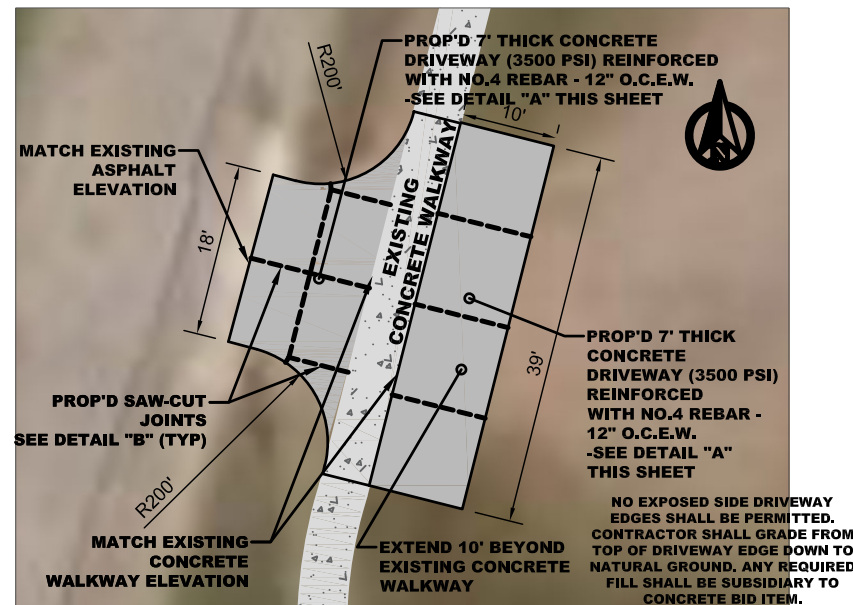 PROP'D 7' THICK CONCRETE
DRIVEWAY (3500 PSI) REINFORCED
WITH NO.4 REBAR - 12" O.C.E.W.
-SEE DETAIL "A" THIS SHEET
R200'
10'
N
MATCH EXISTING
ASPHALT
ELEVATION
18'
EXISTING
CONCRETE WALKWAY
39'
PROP'D 7' THICK
CONCRETE
DRIVEWAY (3500 PSI)
REINFORCED
WITH NO.4 REBAR -
12" O.C.E.W.
-SEE DETAIL "A"
THIS SHEET
PROP'D SAW-CUT
JOINTS
SEE DETAIL "B" (TYP)
R200'
MATCH EXISTING
CONCRETE
WALKWAY ELEVATION
EXTEND 10' BEYOND
EXISTING CONCRETE
WALKWAY
NO EXPOSED SIDE DRIVEWAY
EDGES SHALL BE PERMITTED.
CONTRACTOR SHALL GRADE FROM
TOP OF DRIVEWAY EDGE DOWN TO
NATURAL GROUND. ANY REQUIRED
FILL SHALL BE SUBSIDIARY TO
CONCRETE BID ITEM.